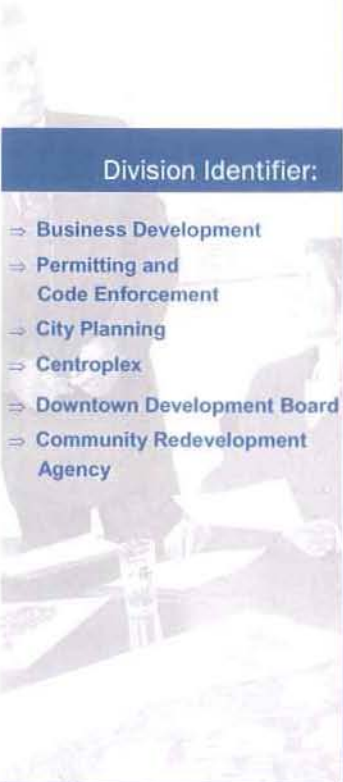 Division Identifier:
⇒ Business Development
⇒ Permitting and
Code Enforcement
⇒ City Planning
⇒ Centroplex
⇒ Downtown Development Board
⇒ Community Redevelopment
Agency